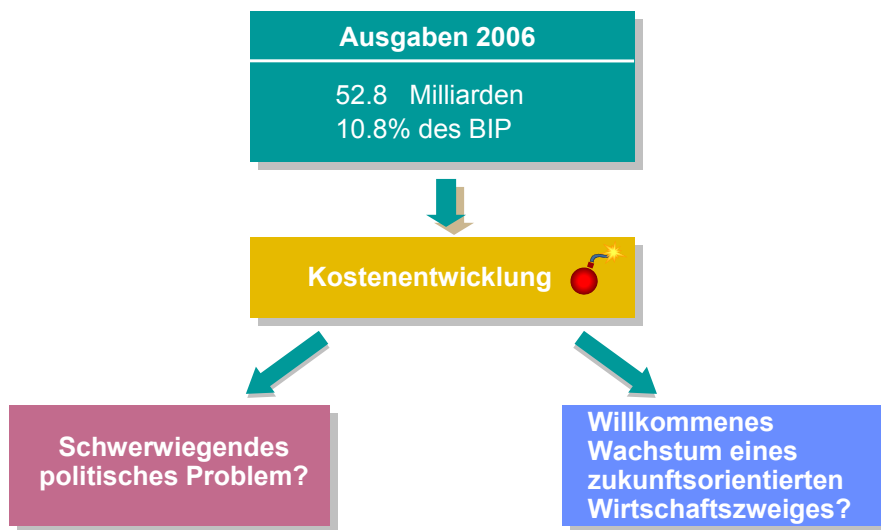 Ausgaben 2006
52.8 Milliarden
10.8% des BIP
Kostenentwicklung
Schwerwiegendes
politisches Problem?
Willkommenes
Wachstum eines
zukunftsorientierten
Wirtschaftszweiges?